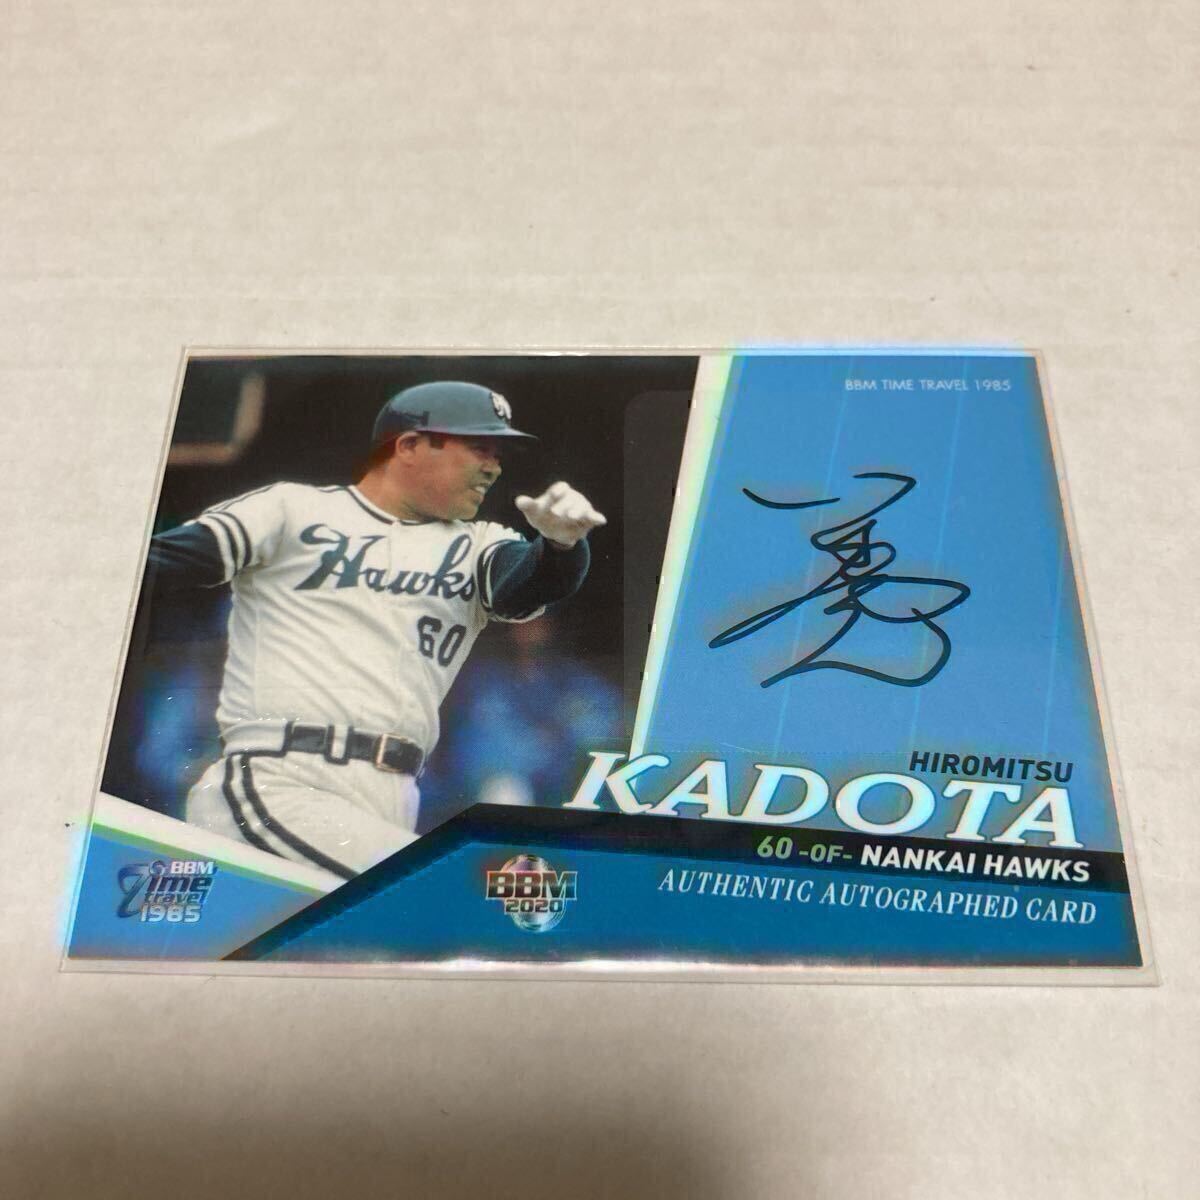 BBM TIME TRAVEL 1985
Hawks
60
HIROMITSU
KADOTA
60 -OF- NANKAI HAWKS
AUTHENTIC AUTOGRAPHED CARD
BBM
Time
travel
1985
BBM
2020